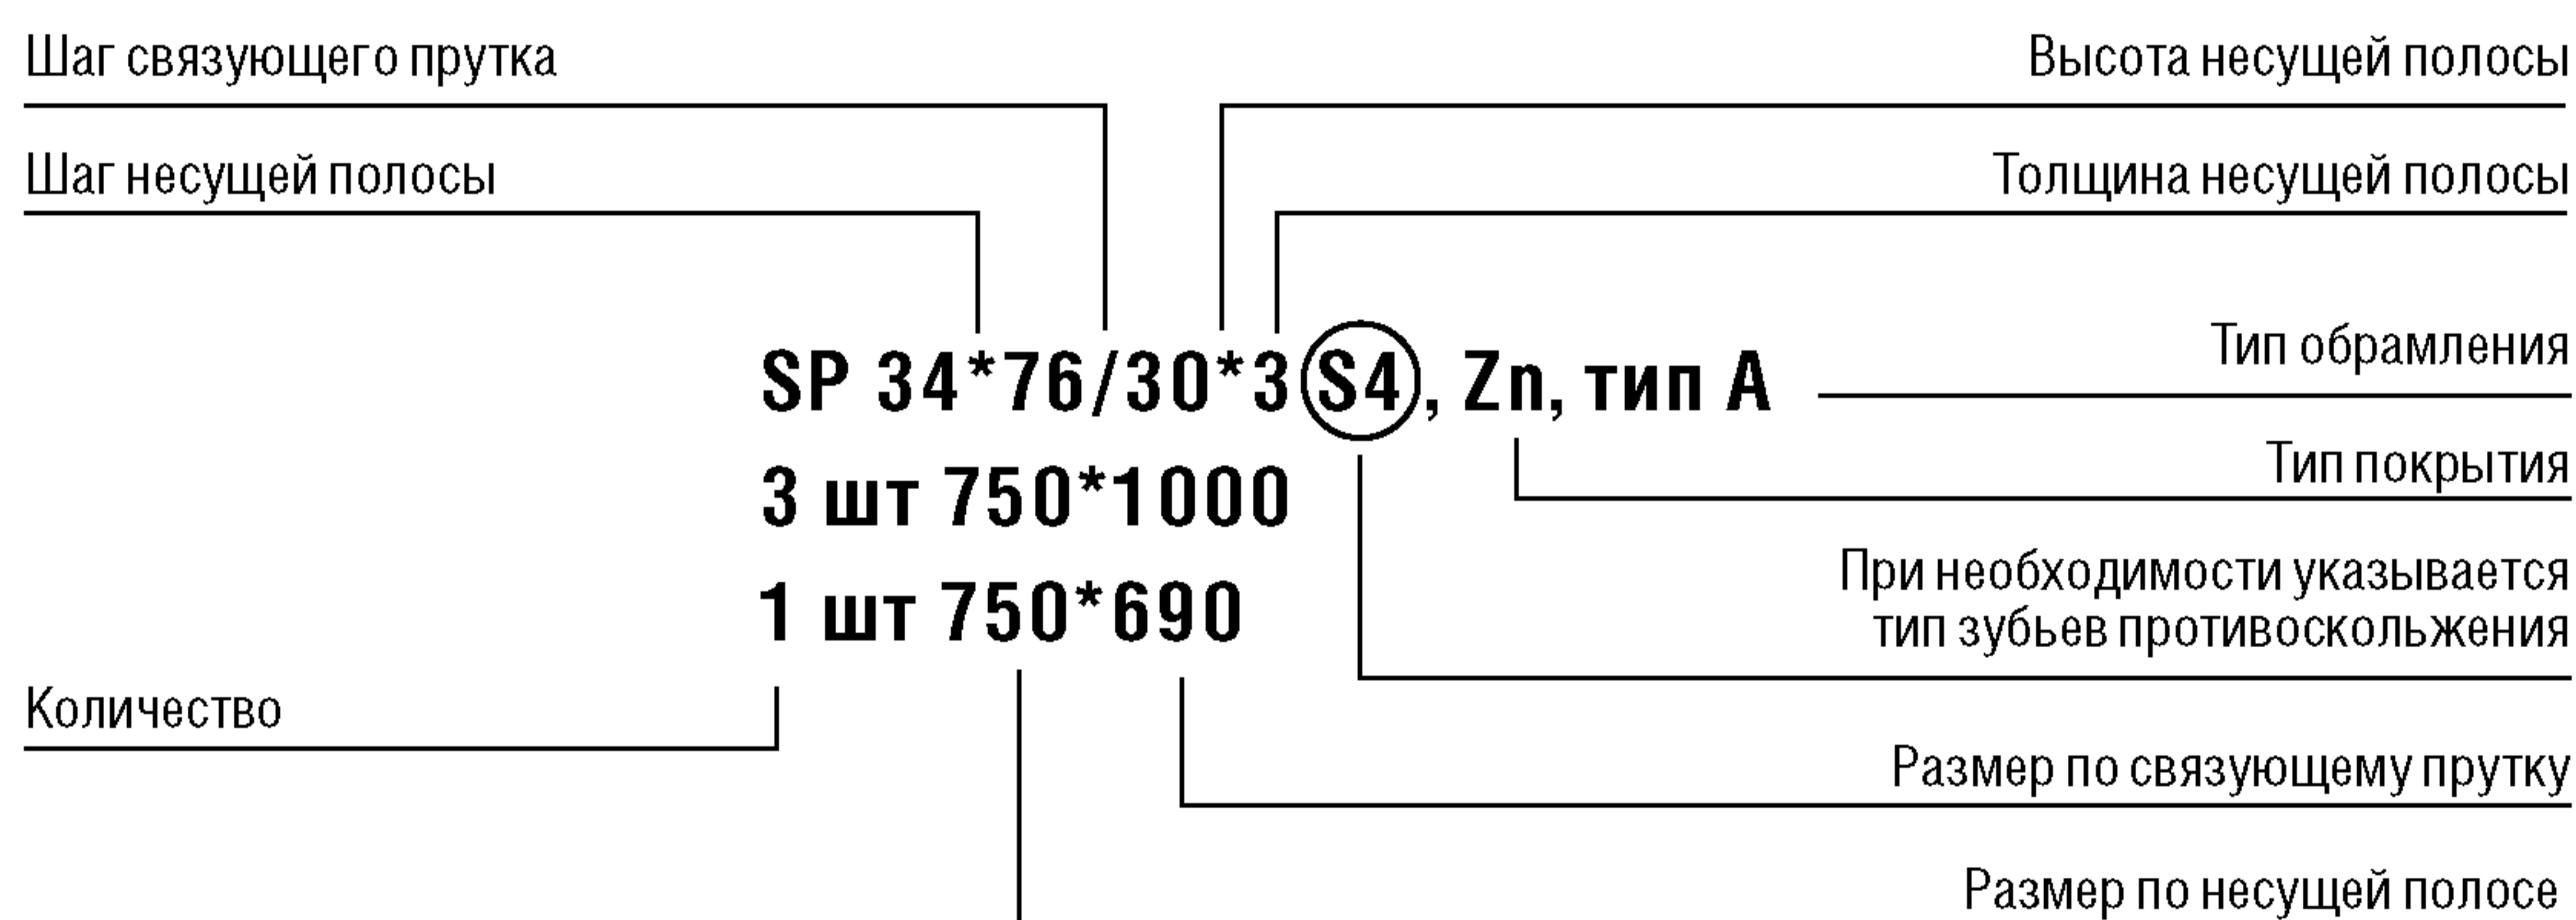 Шаг связующего прутка
Высота несущей полосы
Шаг несущей полосы
Толщина несущей полосы
Тип обрамления
SP 34*76/30*3 S4, Zn, тип А
Тип покрытия
3 шт 750*1000
При необходимости указывается
тип зубьев противоскольжения
1 шт 750*690
Количество
Размер по связующему прутку
Размер по несущей полосе